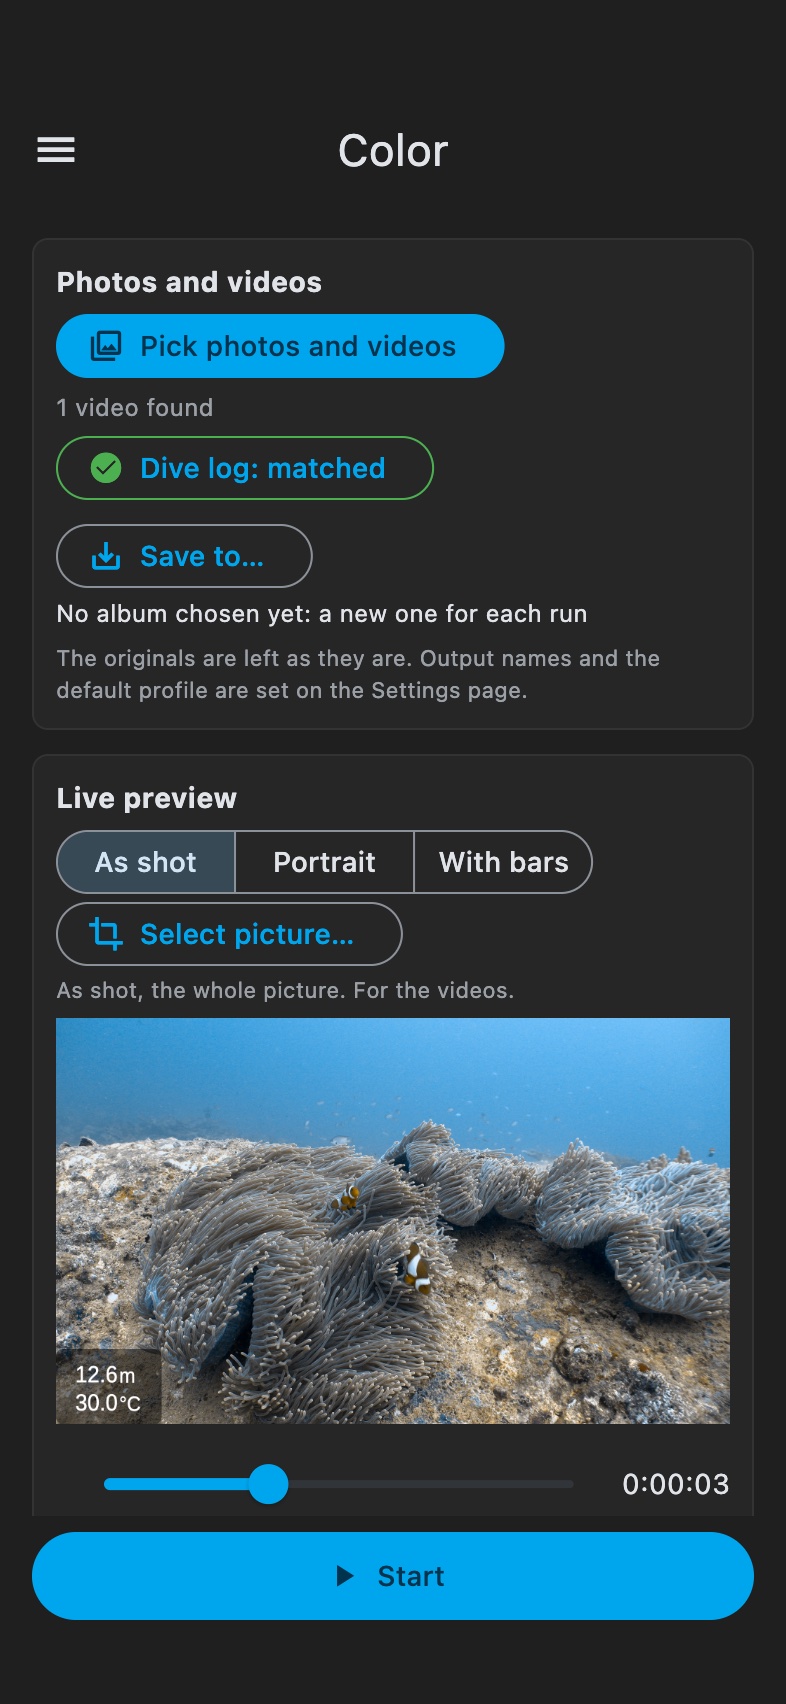 Color
Photos and videos
Pick photos and videos
1 video found
Dive log: matched
Save to...
No album chosen yet: a new one for each run
The originals are left as they are. Output names and the
default profile are set on the Settings page.
Live preview
As shot
Portrait
With bars
Select picture...
As shot, the whole picture. For the videos.
12.6m
30.0°C
0:00:03
Start